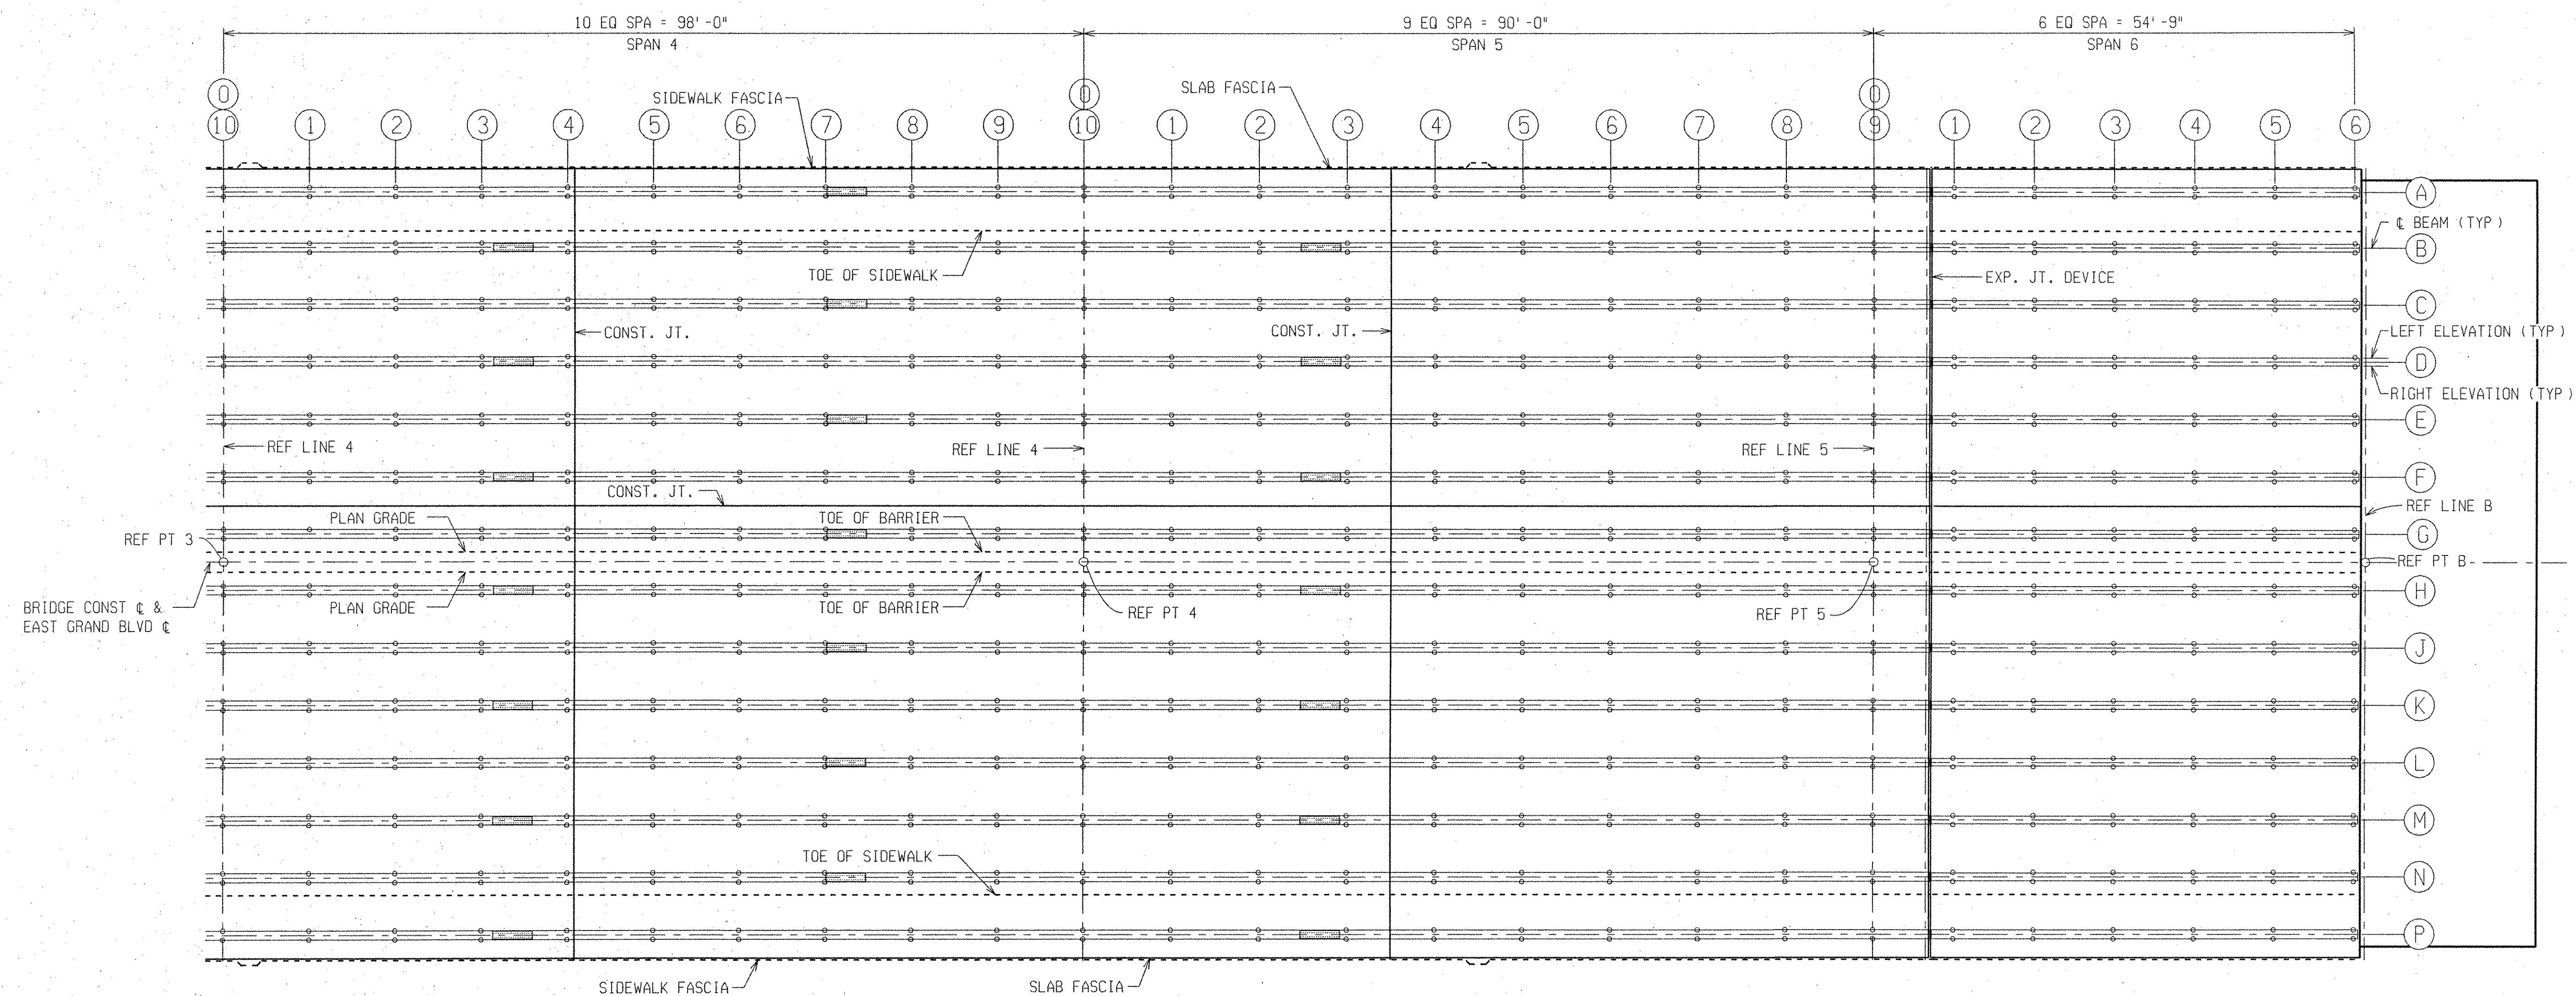 10 EQ SPA = 98'-0"
9 EQ SPA = 90'-0"
6 EQ SPA = 54'-9"
SPAN 4
SPAN 5
SPAN 6
SIDEWALK FASCIA
SLAB FASCIA
0
0
0
10
1
2
3
4
5
6
7
8
9
10
1
2
3
4
5
6
7
8
9
1
2
3
4
5
6
A
℄ BEAM (TYP)
B
TOE OF SIDEWALK
EXP. JT. DEVICE
C
CONST. JT.
CONST. JT.
LEFT ELEVATION (TYP)
D
RIGHT ELEVATION (TYP)
E
REF LINE 4
REF LINE 4
REF LINE 5
F
CONST. JT.
REF LINE B
PLAN GRADE
TOE OF BARRIER
G
REF PT 3
REF PT B
H
BRIDGE CONST ℄ &
EAST GRAND BLVD ℄
PLAN GRADE
TOE OF BARRIER
REF PT 4
REF PT 5
J
K
L
M
TOE OF SIDEWALK
N
P
SIDEWALK FASCIA
SLAB FASCIA